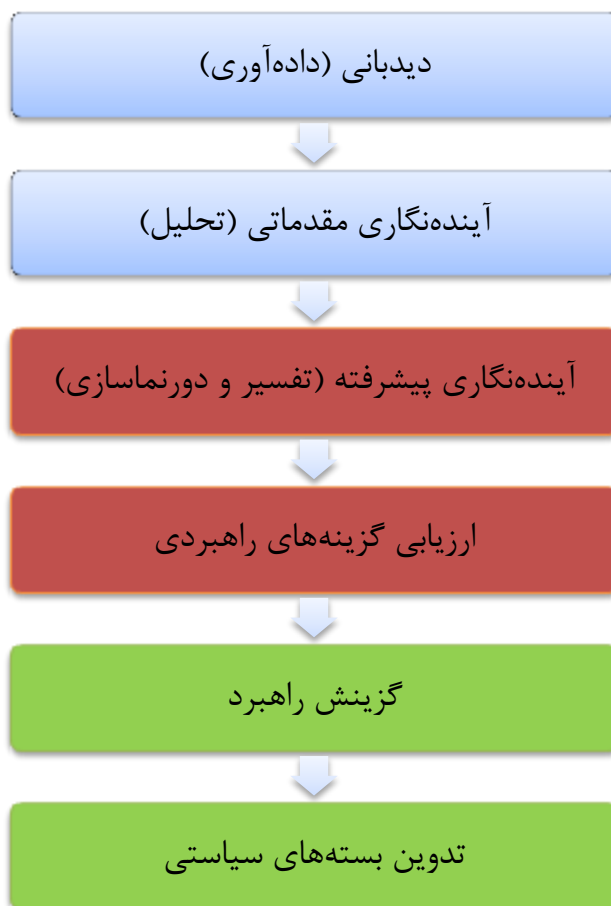 دیدبانی (داده‌آوری)
آینده‌نگاری مقدماتی (تحلیل)
آینده‌نگاری پیشرفته (تفسیر و دورنماسازی)
ارزیابی گزینه‌های راهبردی
گزینش راهبرد
تدوین بسته‌های سیاستی